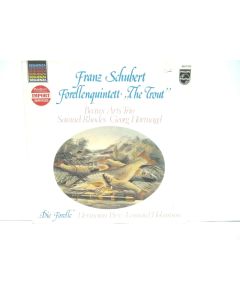 Franz Schubert
Forellenquintett · "The Trout"
Beaux Arts Trio
Samuel Rhodes · Georg Hörtnagel
IMPORT
"Die Forelle" Hermann Prey · Leonard Hokanson